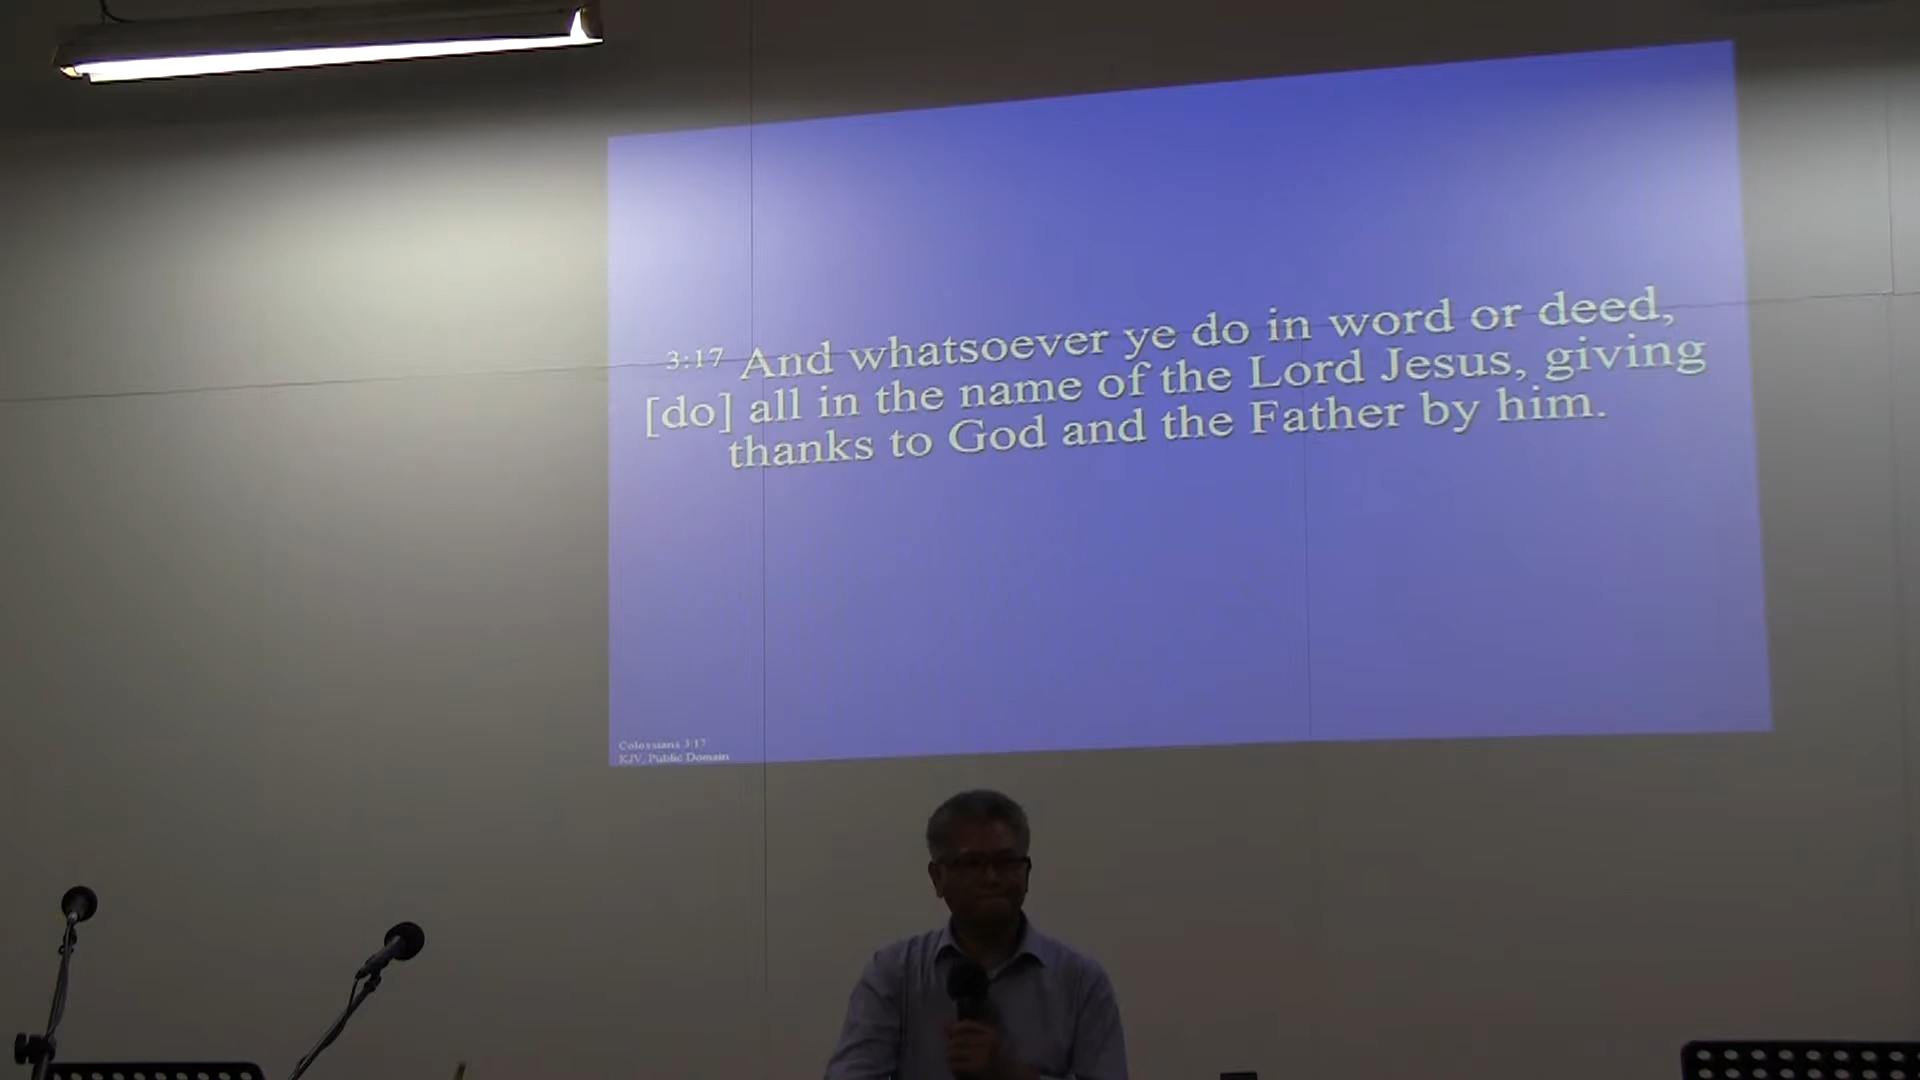 3:17 And whatsoever ye do in word or deed,
[do] all in the name of the Lord Jesus, giving
thanks to God and the Father by him.
Colossians 3:17
KJV, Public Domain